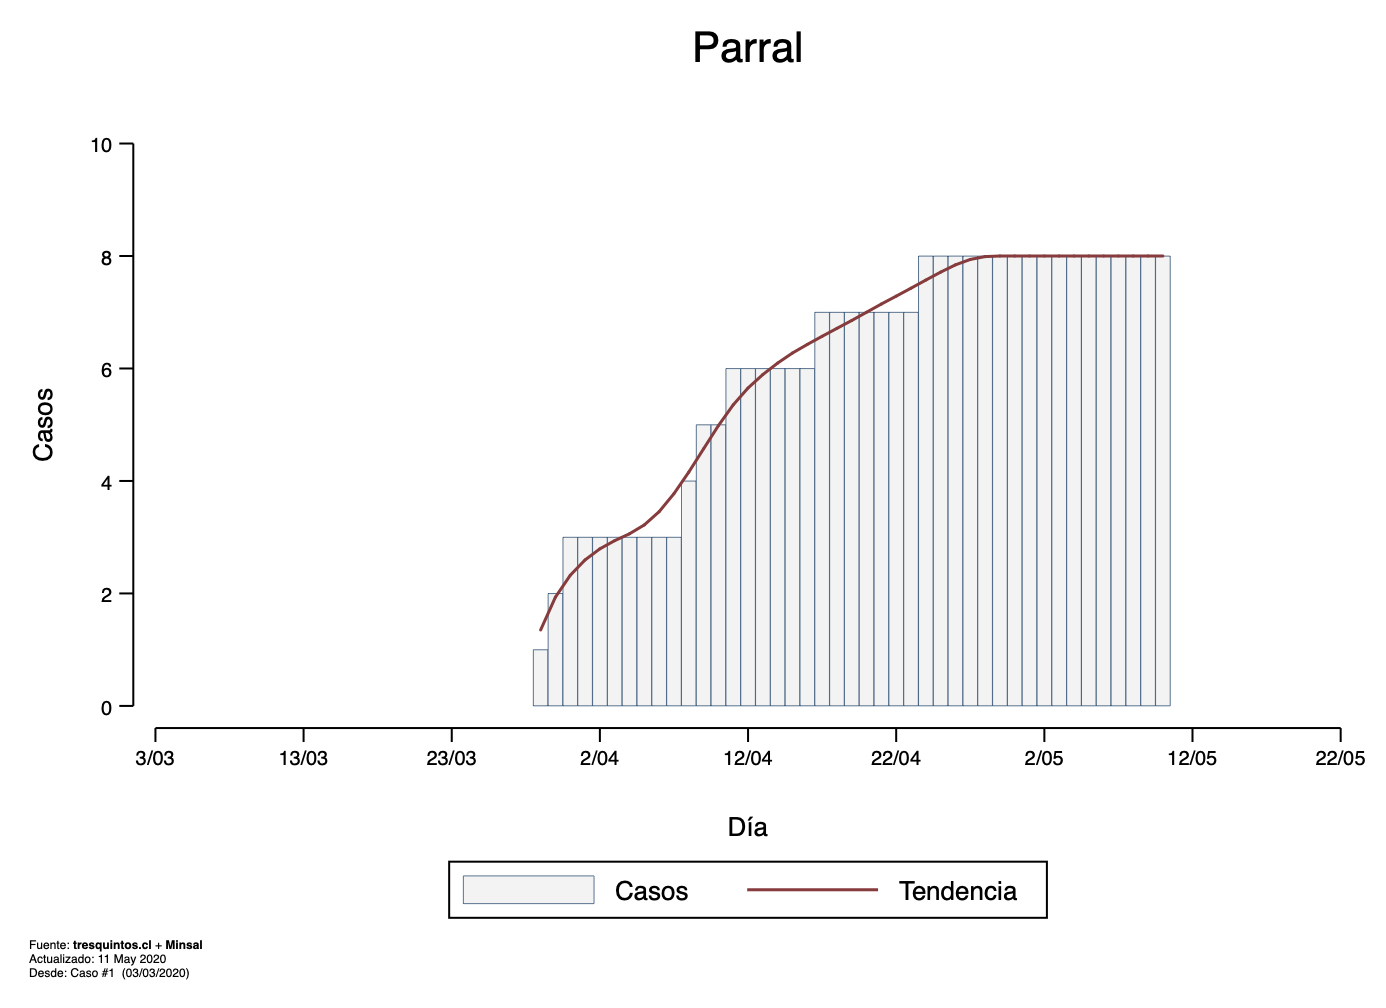 Parral
10
8
6
4
2
0
Casos
3/03 13/03 23/03 2/04 12/04 22/04 2/05 12/05 22/05
Día
Casos Tendencia
Fuente: tresquintos.cl + Minsal
Actualizado: 11 May 2020
Desde: Caso #1 (03/03/2020)